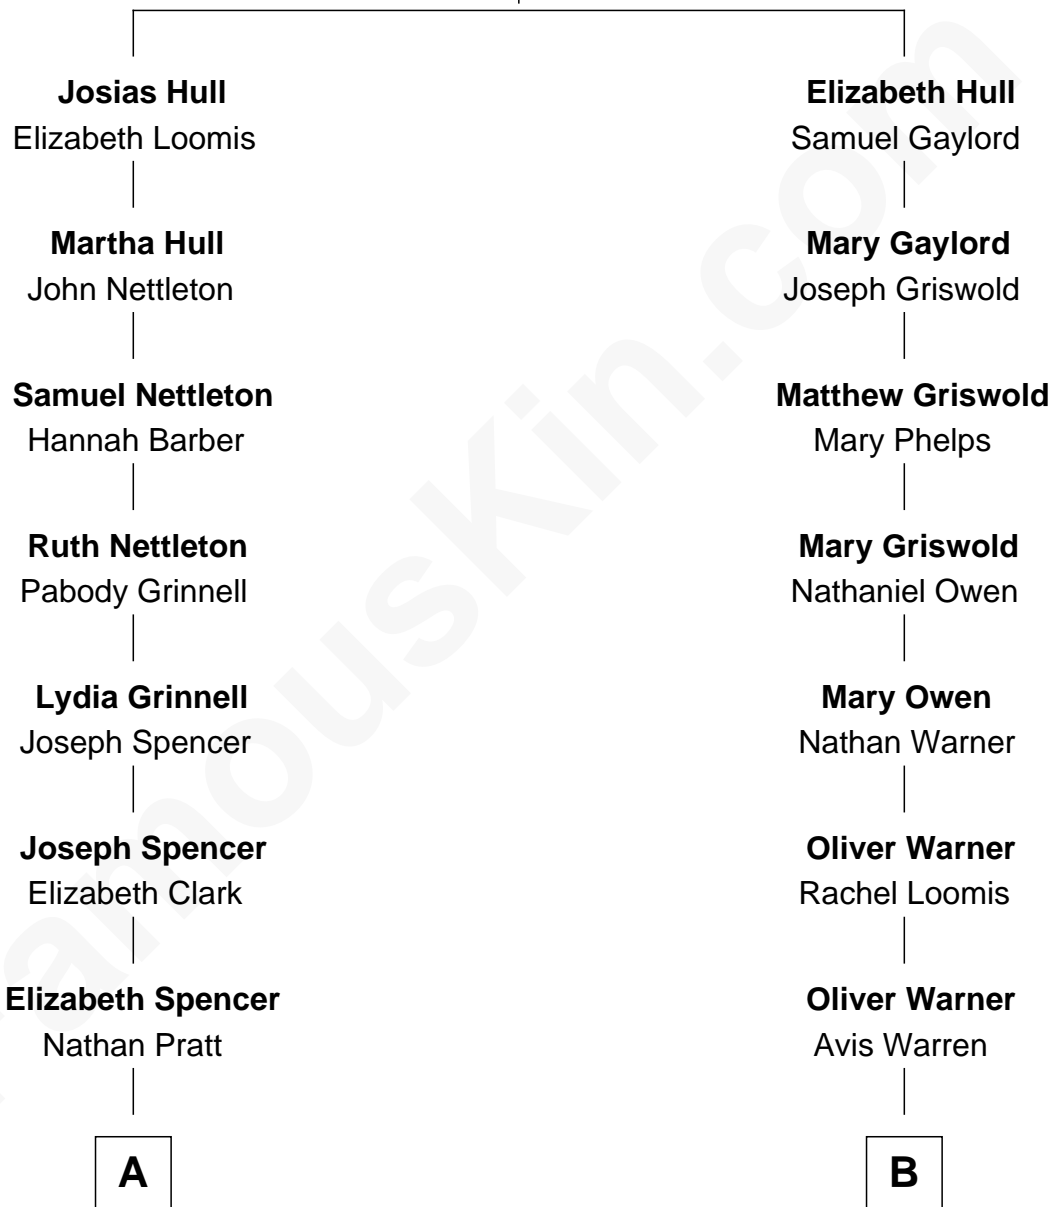 Josias Hull
Elizabeth Loomis
Martha Hull
John Nettleton
Samuel Nettleton
Hannah Barber
Ruth Nettleton
Pabody Grinnell
Lydia Grinnell
Joseph Spencer
Joseph Spencer
Elizabeth Clark
Elizabeth Spencer
Nathan Pratt
A
Elizabeth Hull
Samuel Gaylord
Mary Gaylord
Joseph Griswold
Matthew Griswold
Mary Phelps
Mary Griswold
Nathaniel Owen
Mary Owen
Nathan Warner
Oliver Warner
Rachel Loomis
Oliver Warner
Avis Warren
B
FamousKin.com